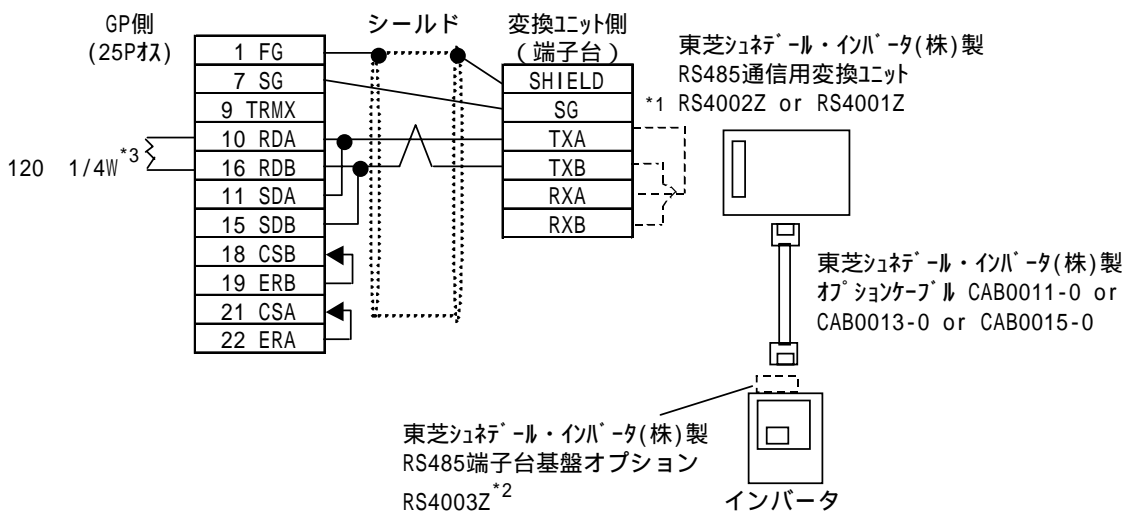 GP側
(25Pｵｽ)
1 FG
7 SG
9 TRMX
10 RDA
16 RDB
11 SDA
15 SDB
18 CSB
19 ERB
21 CSA
22 ERA
120 1/4W*3
シールド
変換ﾕﾆｯﾄ側
(端子台)
SHIELD
SG
TXA
TXB
RXA
RXB
*1
東芝ｼｭﾈﾃﾞｰﾙ・ｲﾝﾊﾞｰﾀ(株)製
RS485通信用変換ﾕﾆｯﾄ
RS4002Z or RS4001Z
東芝ｼｭﾈﾃﾞｰﾙ・ｲﾝﾊﾞｰﾀ(株)製
ｵﾌﾟｼｮﾝｹｰﾌﾞﾙ CAB0011-0 or
CAB0013-0 or CAB0015-0
東芝ｼｭﾈﾃﾞｰﾙ・ｲﾝﾊﾞｰﾀ(株)製
RS485端子台基盤オプション
RS4003Z*2
インバータ